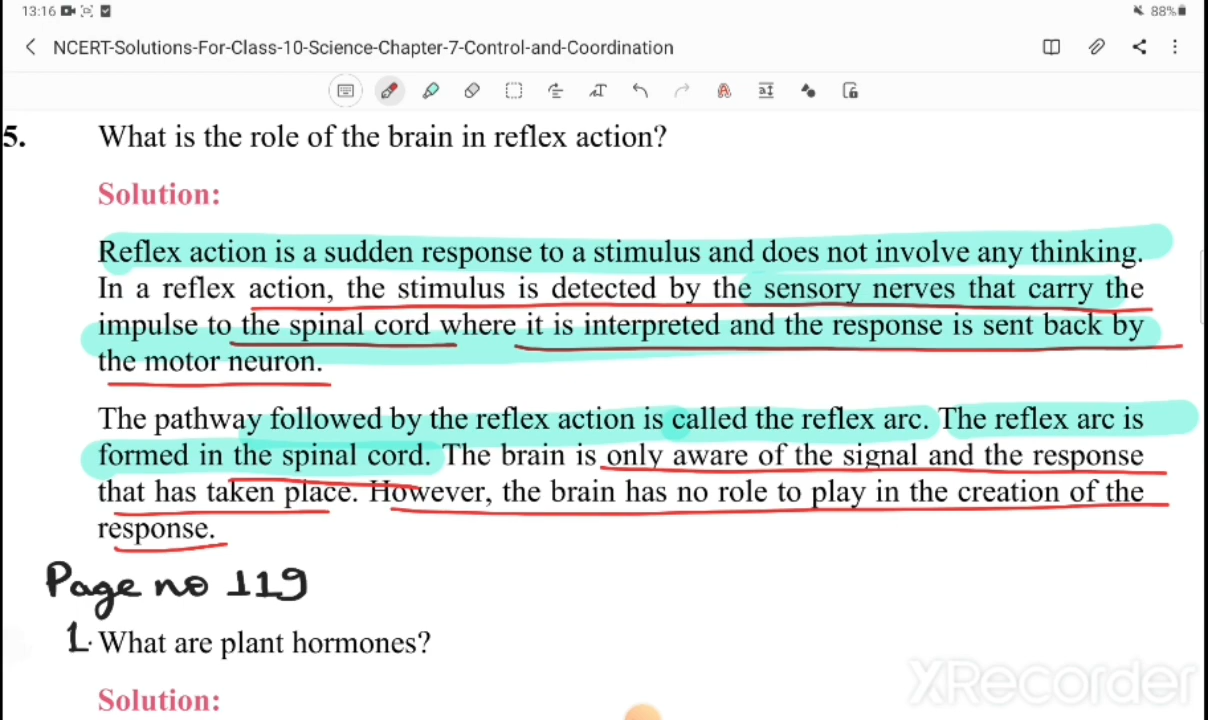 13:16 88%
NCERT-Solutions-For-Class-10-Science-Chapter-7-Control-and-Coordination
5. What is the role of the brain in reflex action?
Solution:
Reflex action is a sudden response to a stimulus and does not involve any thinking.
In a reflex action, the stimulus is detected by the sensory nerves that carry the
impulse to the spinal cord where it is interpreted and the response is sent back by
the motor neuron.
The pathway followed by the reflex action is called the reflex arc. The reflex arc is
formed in the spinal cord. The brain is only aware of the signal and the response
that has taken place. However, the brain has no role to play in the creation of the
response.
Page no 119
1. What are plant hormones?
Solution:
XRecorder